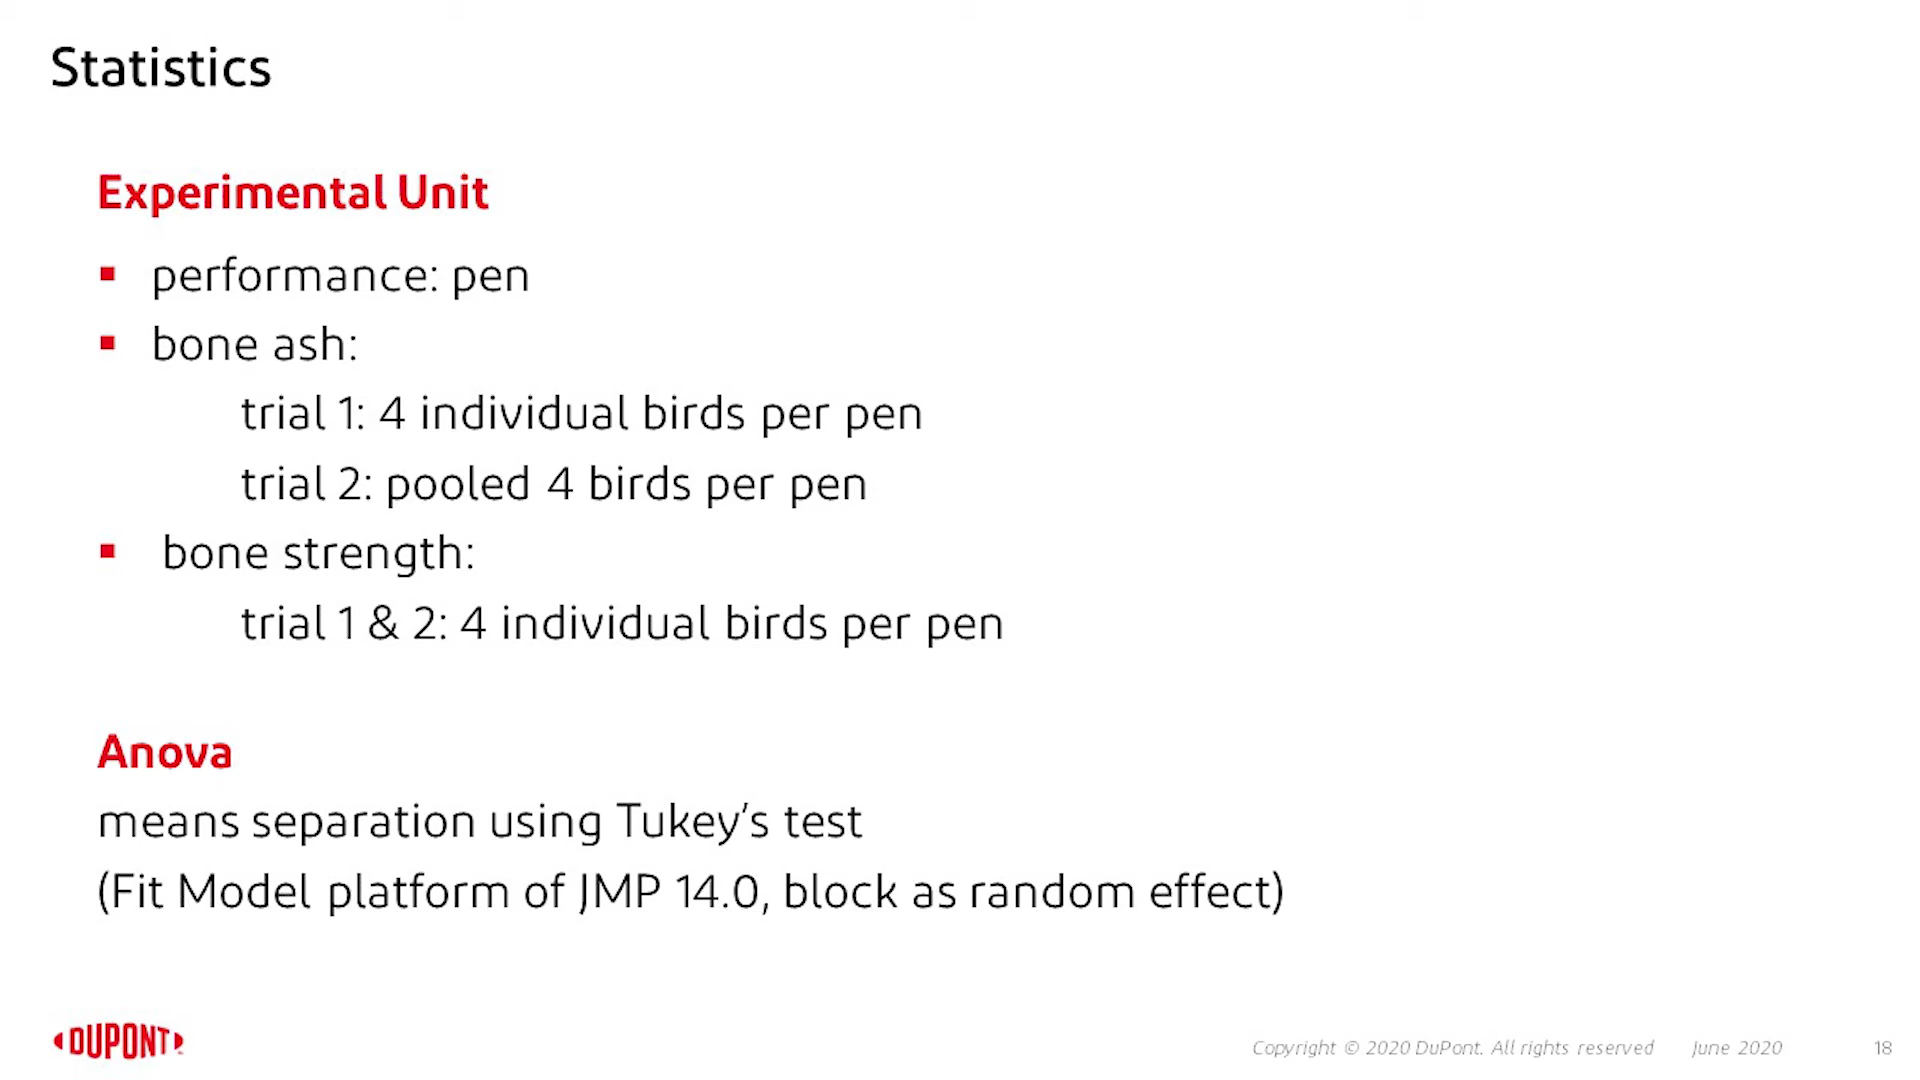 Statistics
Experimental Unit
▪ performance: pen
▪ bone ash:
trial 1: 4 individual birds per pen
trial 2: pooled 4 birds per pen
▪ bone strength:
trial 1 & 2: 4 individual birds per pen
Anova
means separation using Tukey’s test
(Fit Model platform of JMP 14.0, block as random effect)
DUPONT
Copyright © 2020 DuPont. All rights reserved June 2020 18